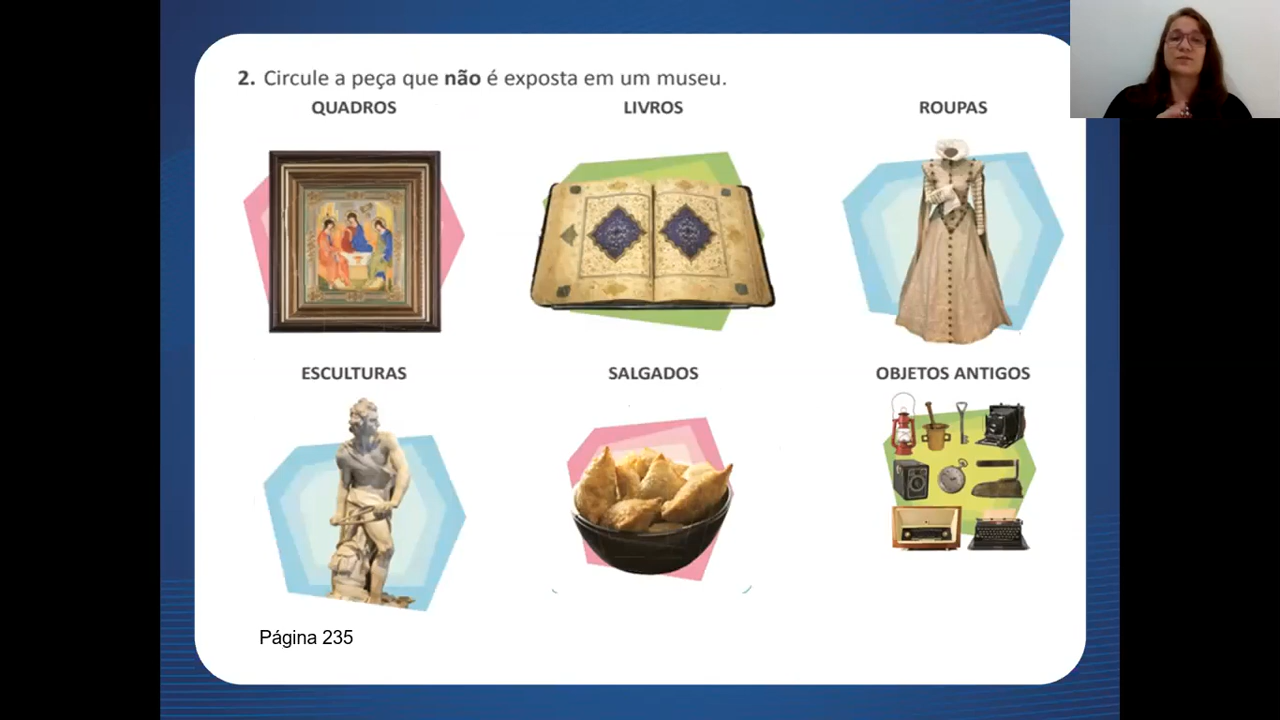 2. Circule a peça que não é exposta em um museu.
QUADROS
LIVROS
ROUPAS
ESCULTURAS
SALGADOS
OBJETOS ANTIGOS
Página 235